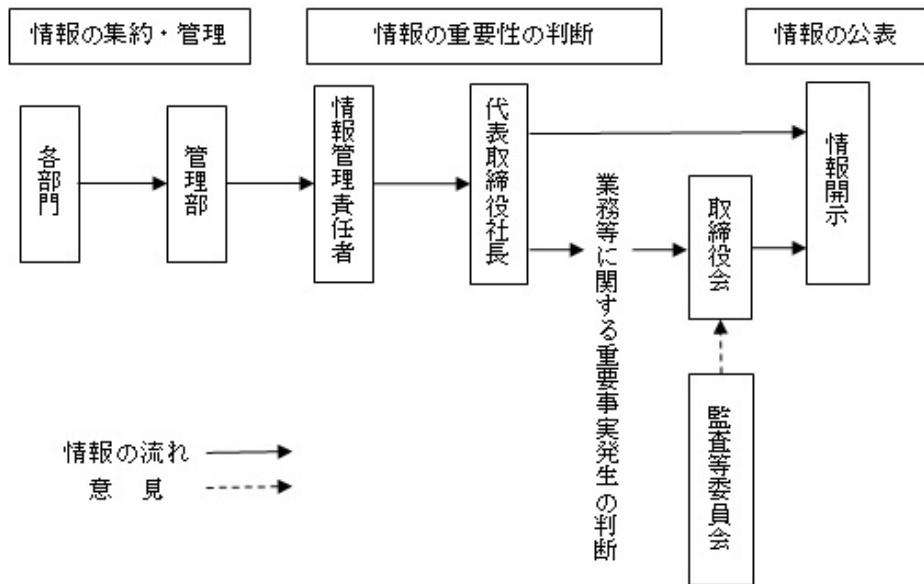 情報の集約・管理
情報の重要性の判断
情報の公表
各部門
管理部
情報管理責任者
代表取締役社長
業務等に関する重要事実発生の判断
取締役会
情報開示
監査等委員会
情報の流れ
意 見